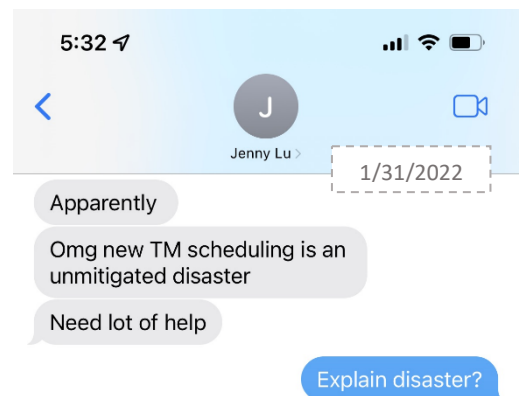 5:32
J
Jenny Lu >
1/31/2022
Apparently
Omg new TM scheduling is an
unmitigated disaster
Need lot of help
Explain disaster?